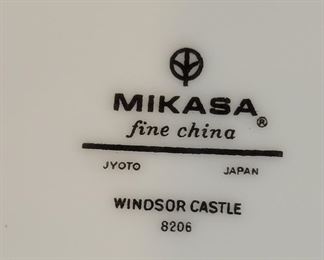 MIKASA®
fine china
JYOTO JAPAN
WINDSOR CASTLE
8206